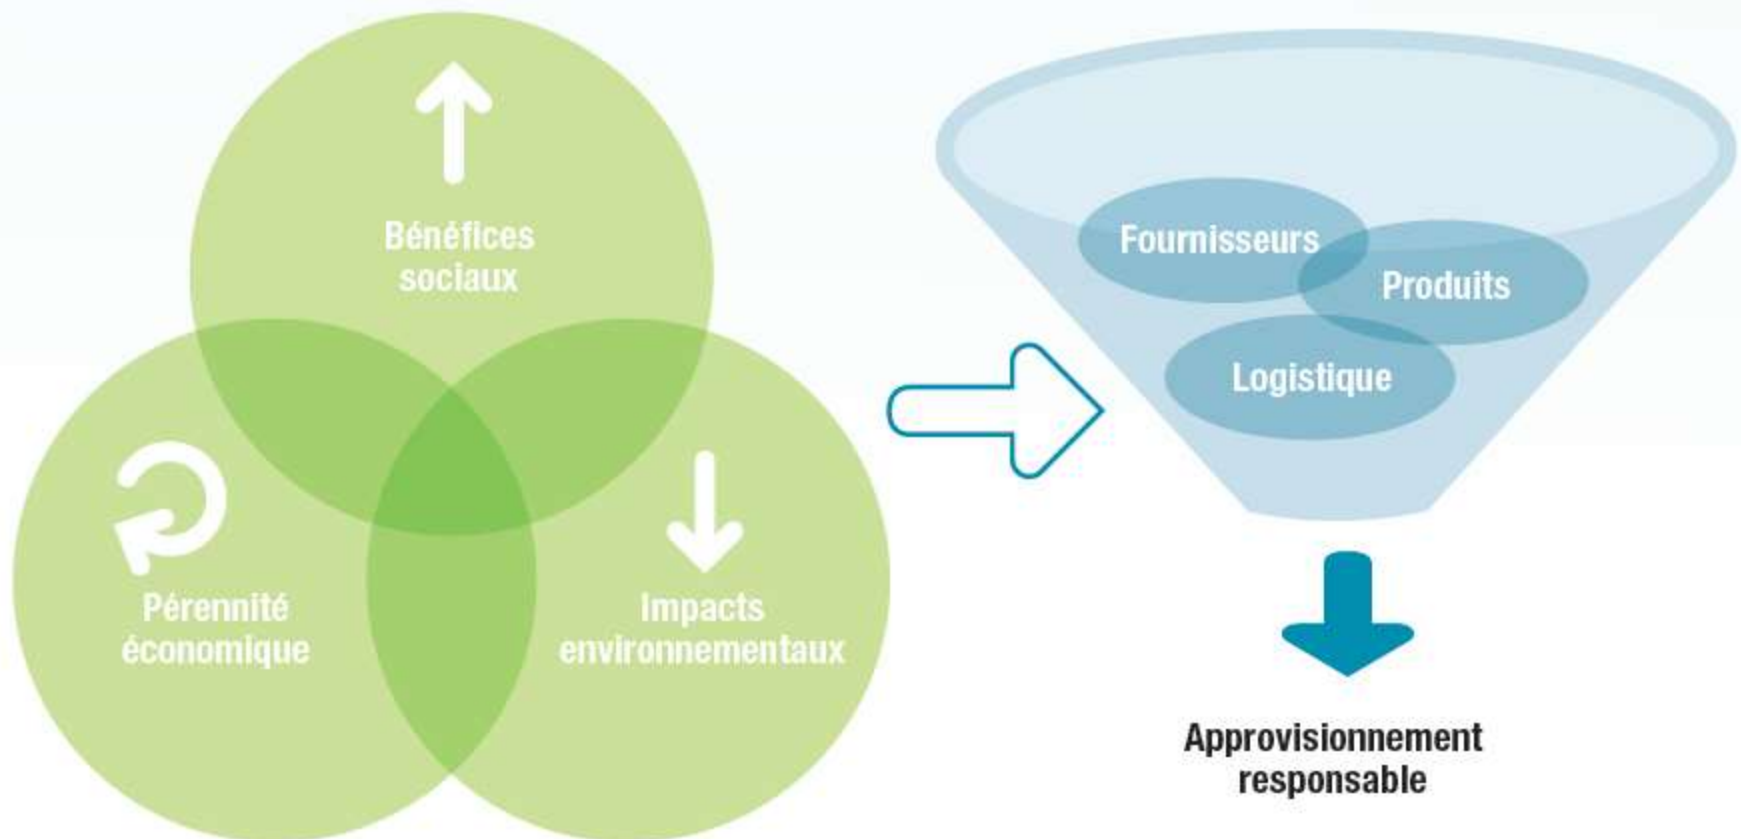 Bénéfices
sociaux
Pérennité
économique
Impacts
environnementaux
Fournisseurs
Produits
Logistique
Approvisionnement
responsable